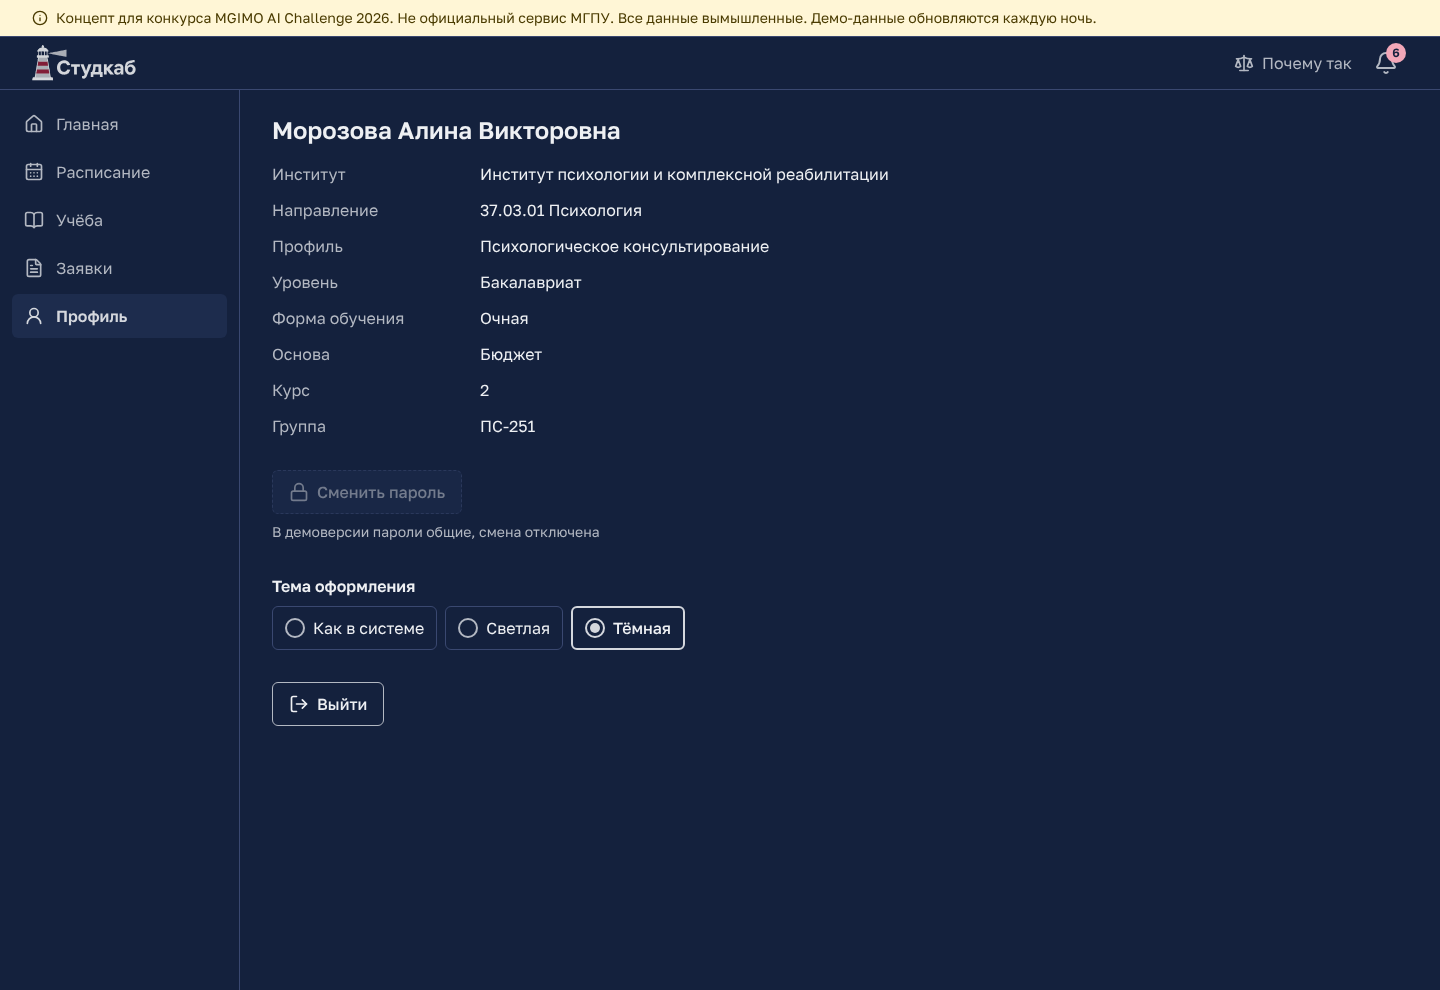 Концепт для конкурса MGIMO AI Challenge 2026. Не официальный сервис МГПУ. Все данные вымышленные. Демо-данные обновляются каждую ночь.
Студкаб
Почему так
6
Главная
Расписание
Учёба
Заявки
Профиль
Морозова Алина Викторовна
Институт Институт психологии и комплексной реабилитации
Направление 37.03.01 Психология
Профиль Психологическое консультирование
Уровень Бакалавриат
Форма обучения Очная
Основа Бюджет
Курс 2
Группа ПС-251
Сменить пароль
В демоверсии пароли общие, смена отключена
Тема оформления
Как в системе Светлая Тёмная
Выйти